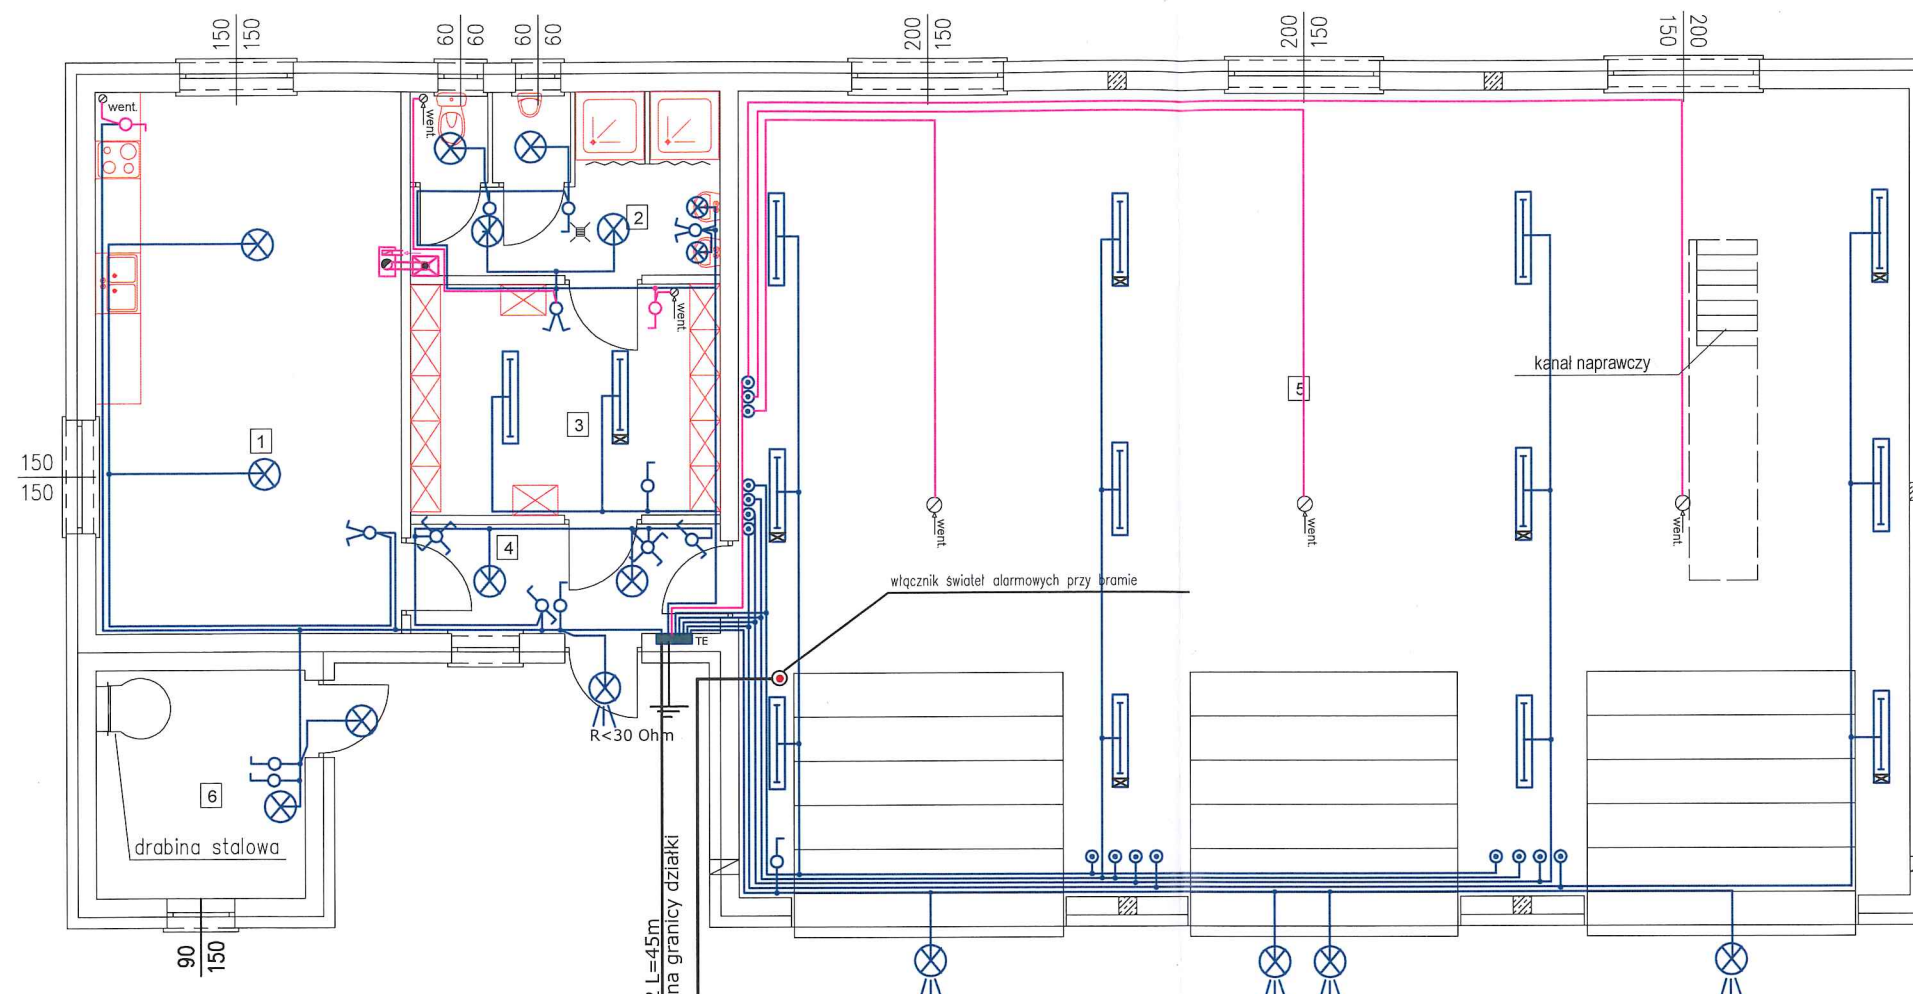 150
150
60
60
60
60
200
150
200
150
150
200
went.
went.
2
went.
3
1
150
150
4
5
kanał naprawczy
went.
went.
went.
włącznik świateł alarmowych przy bramie
TE
R<30 Ohm
6
drabina stalowa
90
150
L=45m
na granicy działki